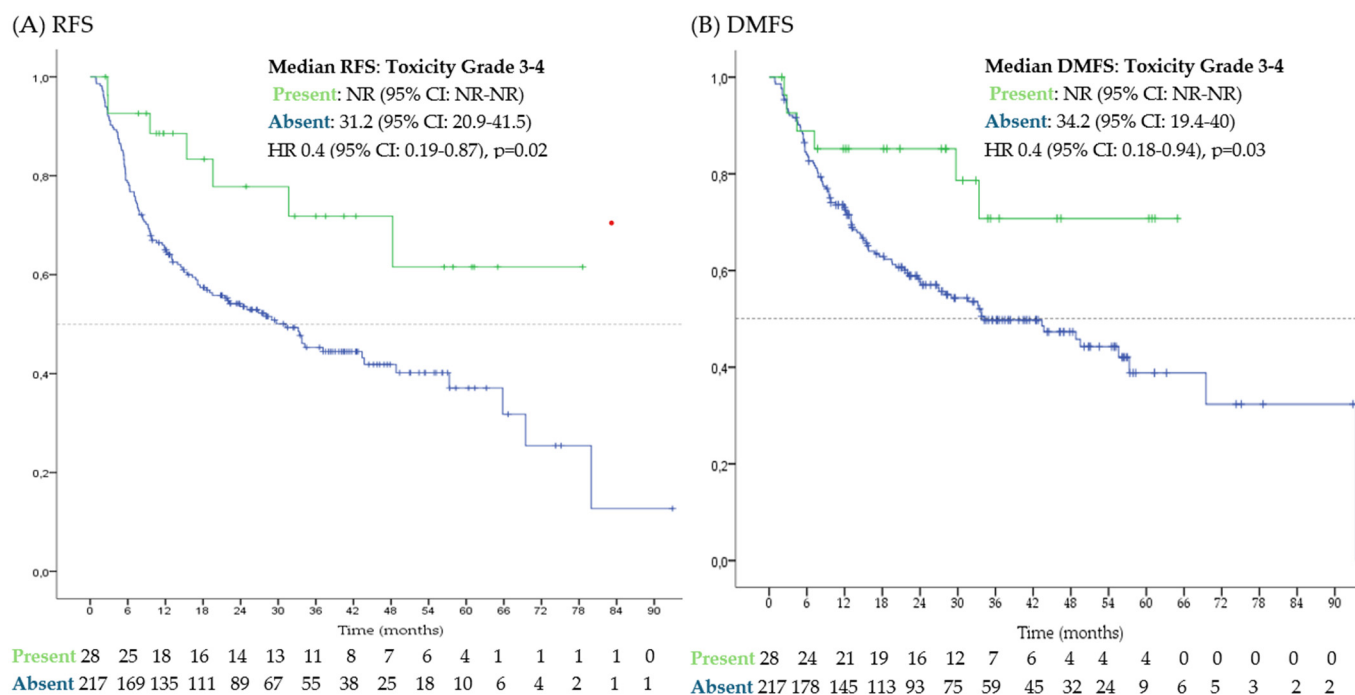 (A) RFS
Median RFS: Toxicity Grade 3-4
Present: NR (95% CI: NR-NR)
Absent: 31.2 (95% CI: 20.9-41.5)
HR 0.4 (95% CI: 0.19-0.87), p=0.02
1,0
0,8
0,6
0,4
0,2
0,0
0 6 12 18 24 30 36 42 48 54 60 66 72 78 84 90
Time (months)
Present 28 25 18 16 14 13 11 8 7 6 4 1 1 1 1 0
Absent 217 169 135 111 89 67 55 38 25 18 10 6 4 2 1 1
(B) DMFS
Median DMFS: Toxicity Grade 3-4
Present: NR (95% CI: NR-NR)
Absent: 34.2 (95% CI: 19.4-40)
HR 0.4 (95% CI: 0.18-0.94), p=0.03
1,0
0,8
0,6
0,4
0,2
0,0
0 6 12 18 24 30 36 42 48 54 60 66 72 78 84 90
Time (months)
Present 28 24 21 19 16 12 7 6 4 4 4 0 0 0 0 0
Absent 217 178 145 113 93 75 59 45 32 24 9 6 5 3 2 2